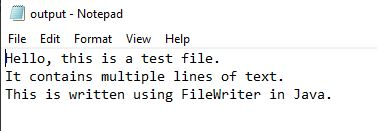 output - Notepad
File Edit Format View Help
Hello, this is a test file.
It contains multiple lines of text.
This is written using FileWriter in Java.